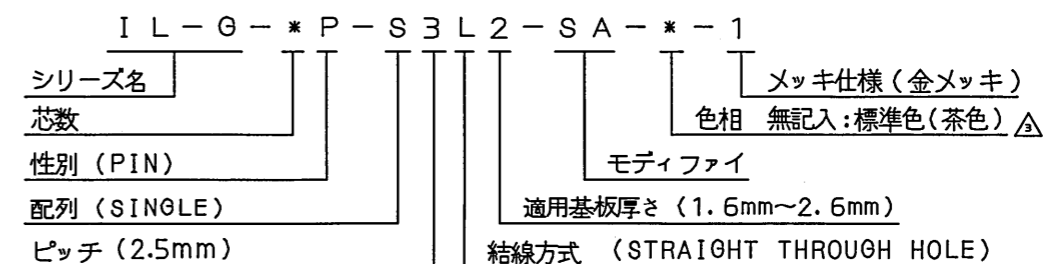 IL-G-*P-S3L2-SA-*-1
シリーズ名 メッキ仕様(金メッキ)
芯数 色相 無記入:標準色(茶色) 3
性別(PIN) モディファイ
配列(SINGLE) 適用基板厚さ(1.6mm～2.6mm)
ピッチ(2.5mm) 結線方式 (STRAIGHT THROUGH HOLE)